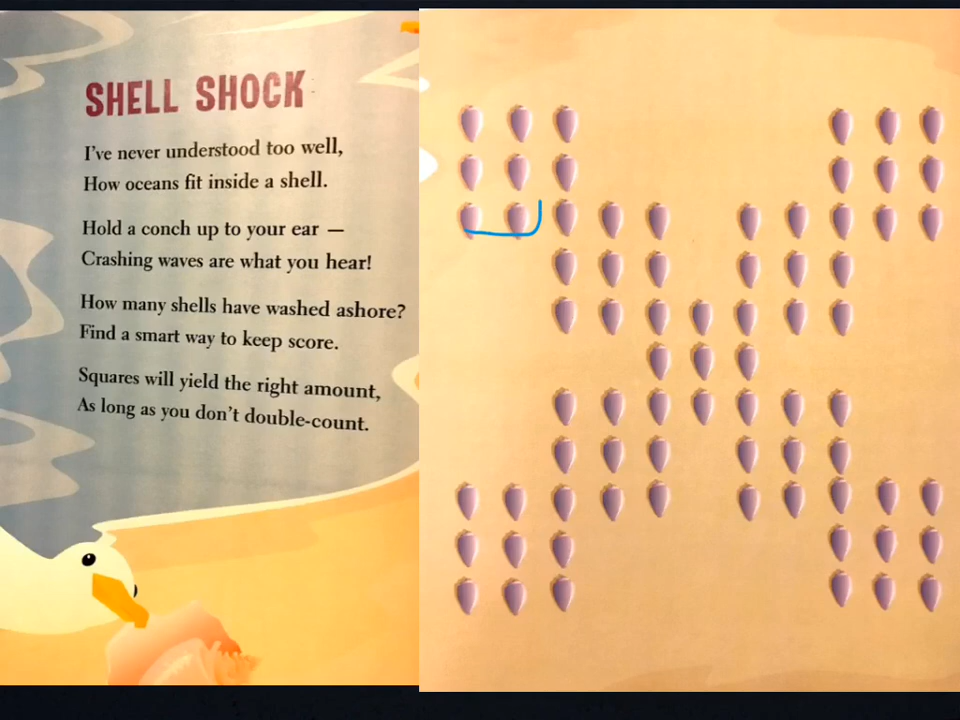 SHELL SHOCK
I've never understood too well,
How oceans fit inside a shell.
Hold a conch up to your ear —
Crashing waves are what you hear!
How many shells have washed ashore?
Find a smart way to keep score.
Squares will yield the right amount,
As long as you don't double-count.